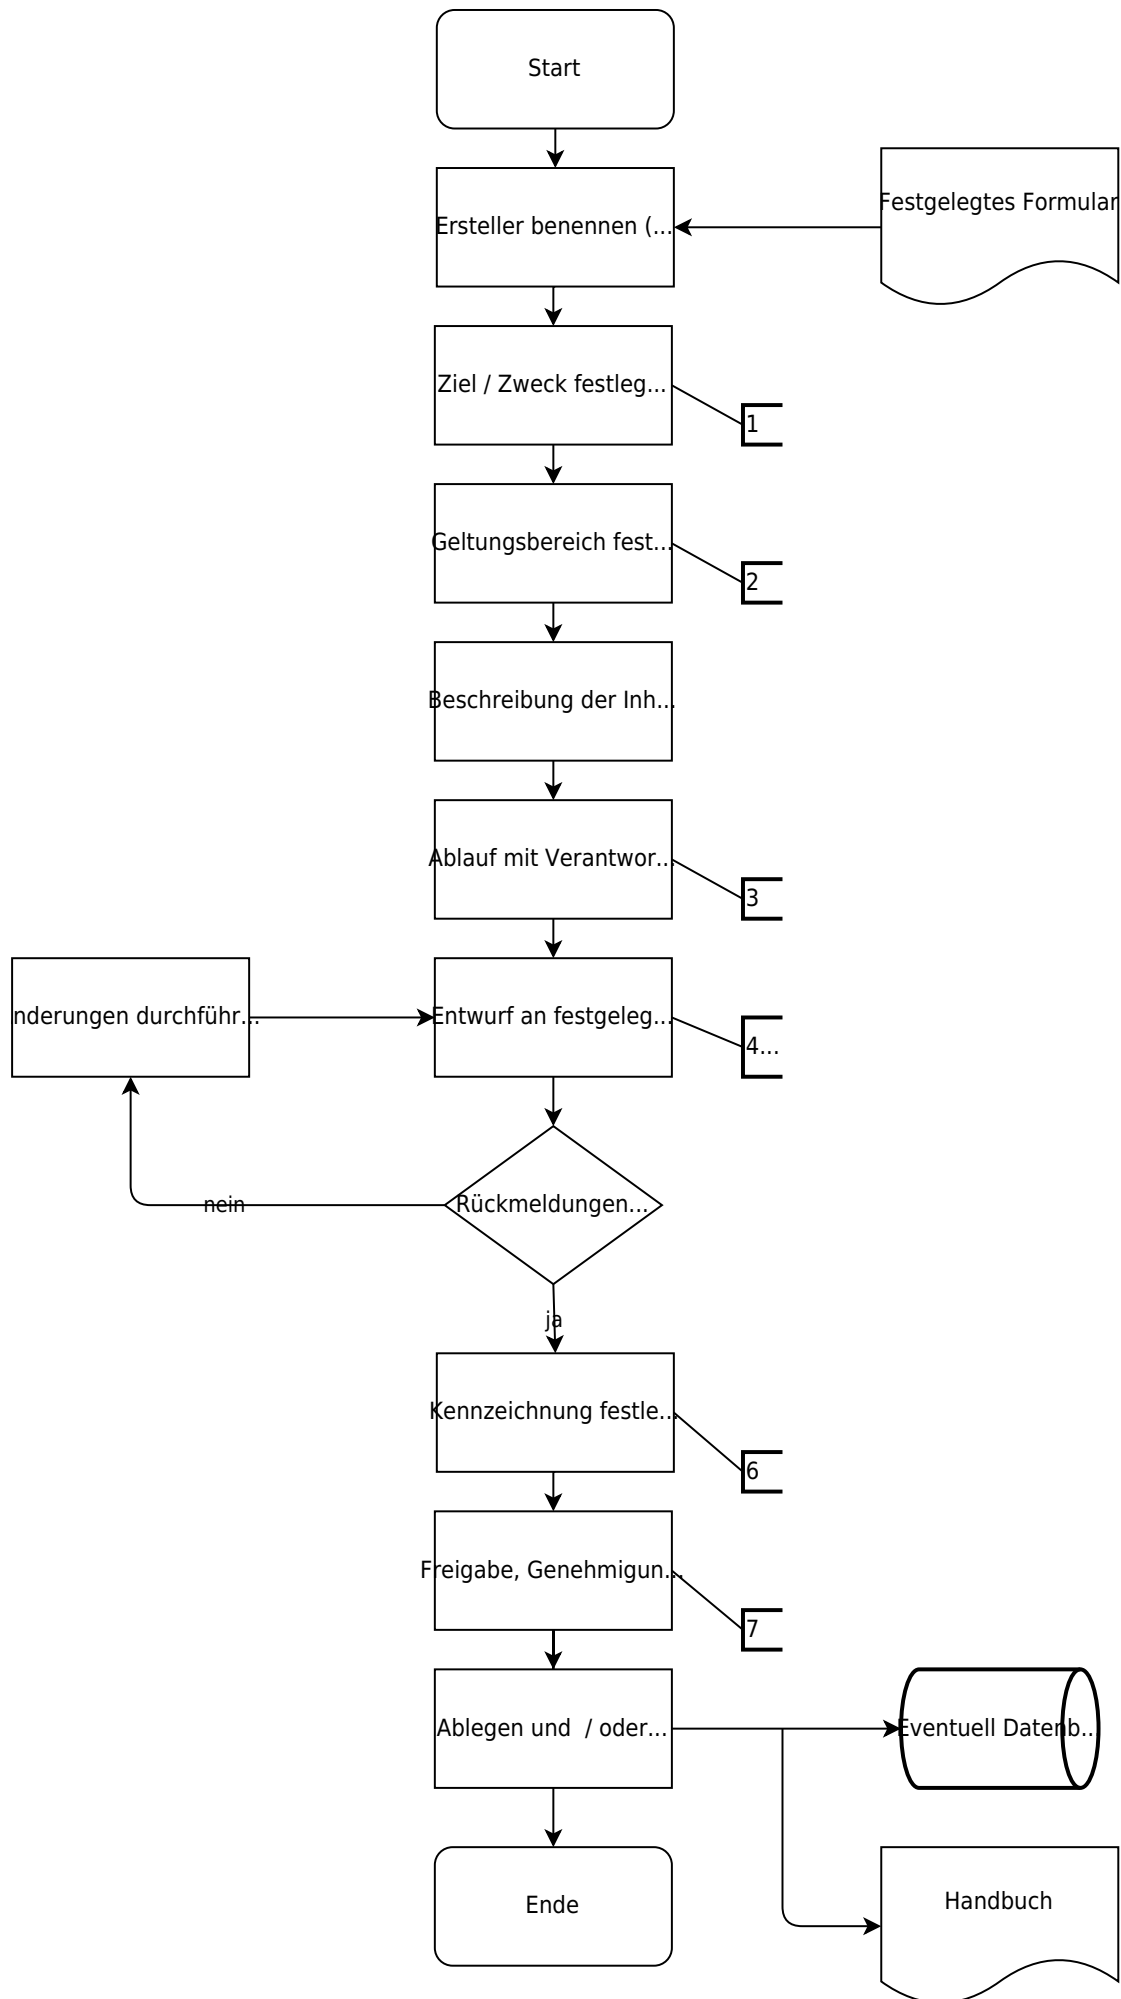 Start
Festgelegtes Formular
Ersteller benennen (...
Ziel / Zweck festleg...
1
Geltungsbereich fest...
2
Beschreibung der Inh...
Ablauf mit Verantwor...
3
nderungen durchführ...
Entwurf an festgeleg...
4...
Rückmeldungen...
nein
ja
Kennzeichnung festle...
6
Freigabe, Genehmigun...
7
Ablegen und / oder...
Eventuell Datenb...
Handbuch
Ende